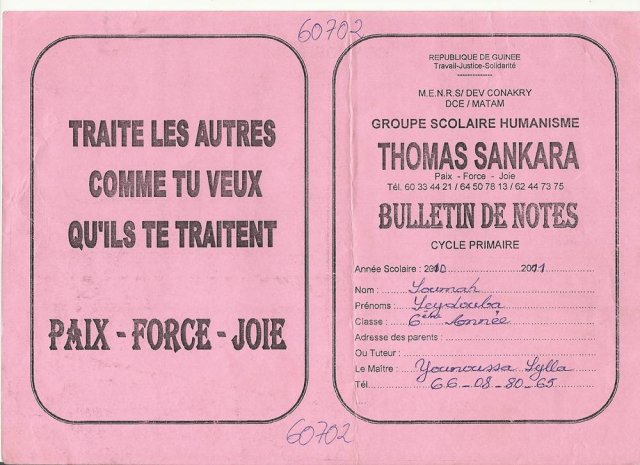 60702
TRAITE LES AUTRES
COMME TU VEUX
QU'ILS TE TRAITENT
PAIX - FORCE - JOIE
60702
REPUBLIQUE DE GUINEE
Travail-Justice-Solidarité
M.E.N.R.S/ DEV CONAKRY
DCE / MATAM
GROUPE SCOLAIRE HUMANISME
THOMAS SANKARA
Paix - Force - Joie
Tél. 60 33 44 21 / 64 50 78 13 / 62 44 73 75
BULLETIN DE NOTES
CYCLE PRIMAIRE
Année Scolaire : 2010 2011
Nom : Soumah
Prénoms : Seydouba
Classe : 6ème Année
Adresse des parents :
Ou Tuteur :
Le Maître : Younoussa Sylla
Tél. 66-08-80-65